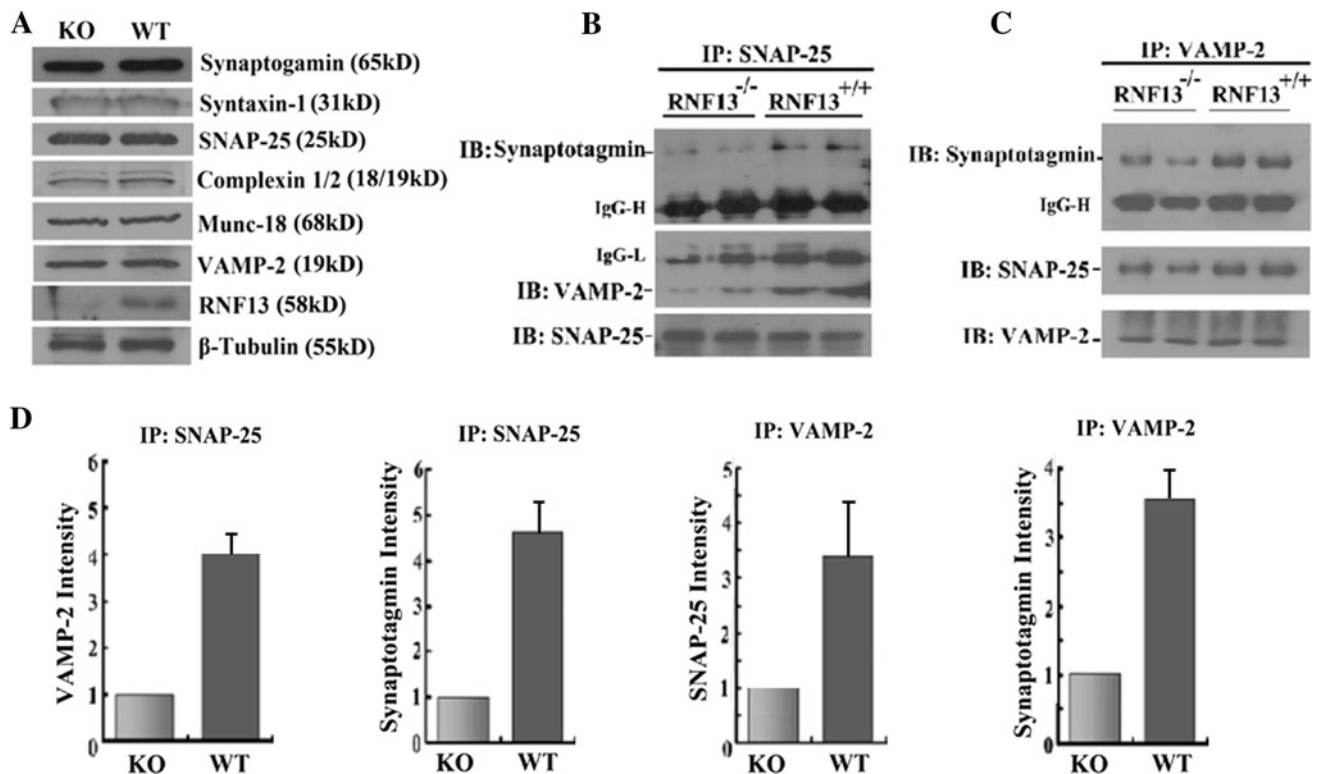 A
KO WT
Synaptogamin (65kD)
Syntaxin-1 (31kD)
SNAP-25 (25kD)
Complexin 1/2 (18/19kD)
Munc-18 (68kD)
VAMP-2 (19kD)
RNF13 (58kD)
β-Tubulin (55kD)
B
IP: SNAP-25
RNF13-/- RNF13+/+
IB: Synaptotagmin
IgG-H
IgG-L
IB: VAMP-2
IB: SNAP-25
C
IP: VAMP-2
RNF13-/- RNF13+/+
IB: Synaptotagmin
IgG-H
IB: SNAP-25
IB: VAMP-2
D
IP: SNAP-25
VAMP-2 Intensity
6
5
4
3
2
1
0
KO WT
IP: SNAP-25
Synaptotagmin Intensity
6
5
4
3
2
1
0
KO WT
IP: VAMP-2
SNAP-25 Intensity
5
4
3
2
1
0
KO WT
IP: VAMP-2
Synaptotagmin Intensity
4
3
2
1
0
KO WT